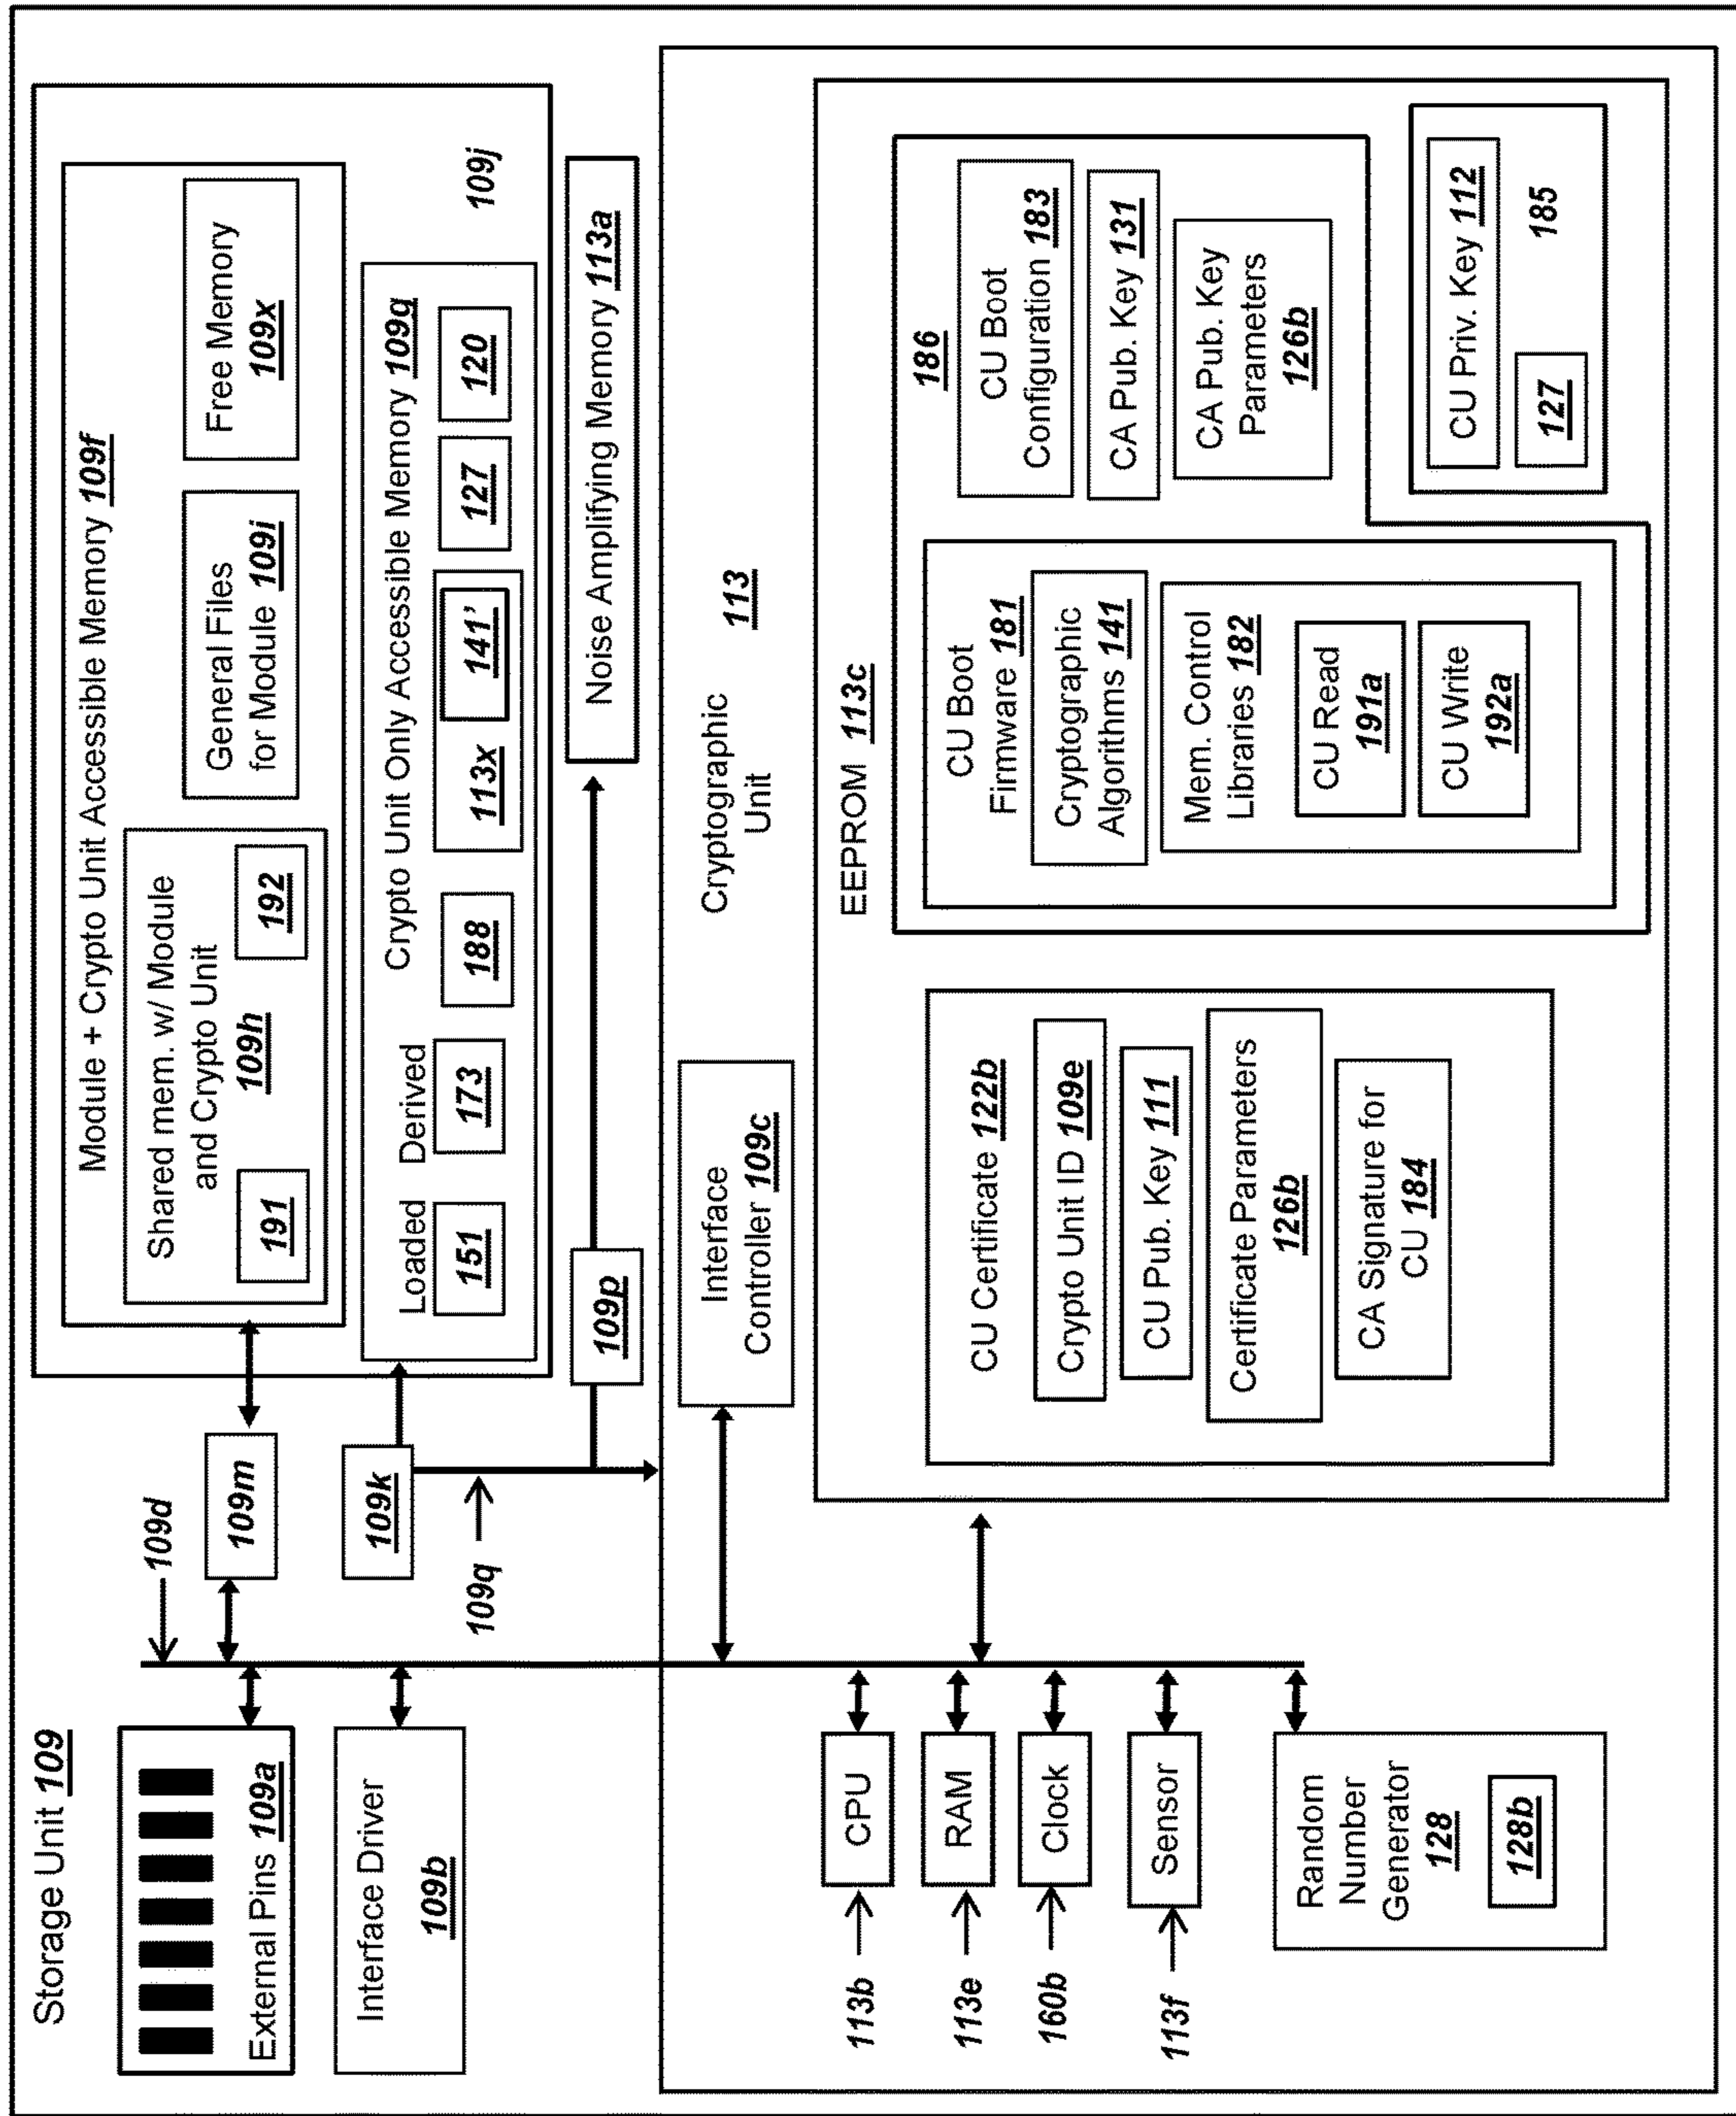 Storage Unit 109
External Pins 109a
Interface Driver
109b
109d
109m
109k
109q
Module + Crypto Unit Accessible Memory 109f
Shared mem. w/ Module
and Crypto Unit
109h
191
192
General Files
for Module 109i
Free Memory
109x
Crypto Unit Only Accessible Memory 109g
Loaded
151
Derived
173
188
113x
141’
127
120
109j
109p
Noise Amplifying Memory 113a
Cryptographic
Unit
113
Interface
Controller 109c
113b
CPU
113e
RAM
160b
Clock
113f
Sensor
Random
Number
Generator
128
128b
EEPROM 113c
CU Certificate 122b
Crypto Unit ID 109e
CU Pub. Key 111
Certificate Parameters
126b
CA Signature for
CU 184
186
CU Boot
Firmware 181
Cryptographic
Algorithms 141
Mem. Control
Libraries 182
CU Read
191a
CU Write
192a
CU Boot
Configuration 183
CA Pub. Key 131
CA Pub. Key
Parameters
126b
CU Priv. Key 112
127
185